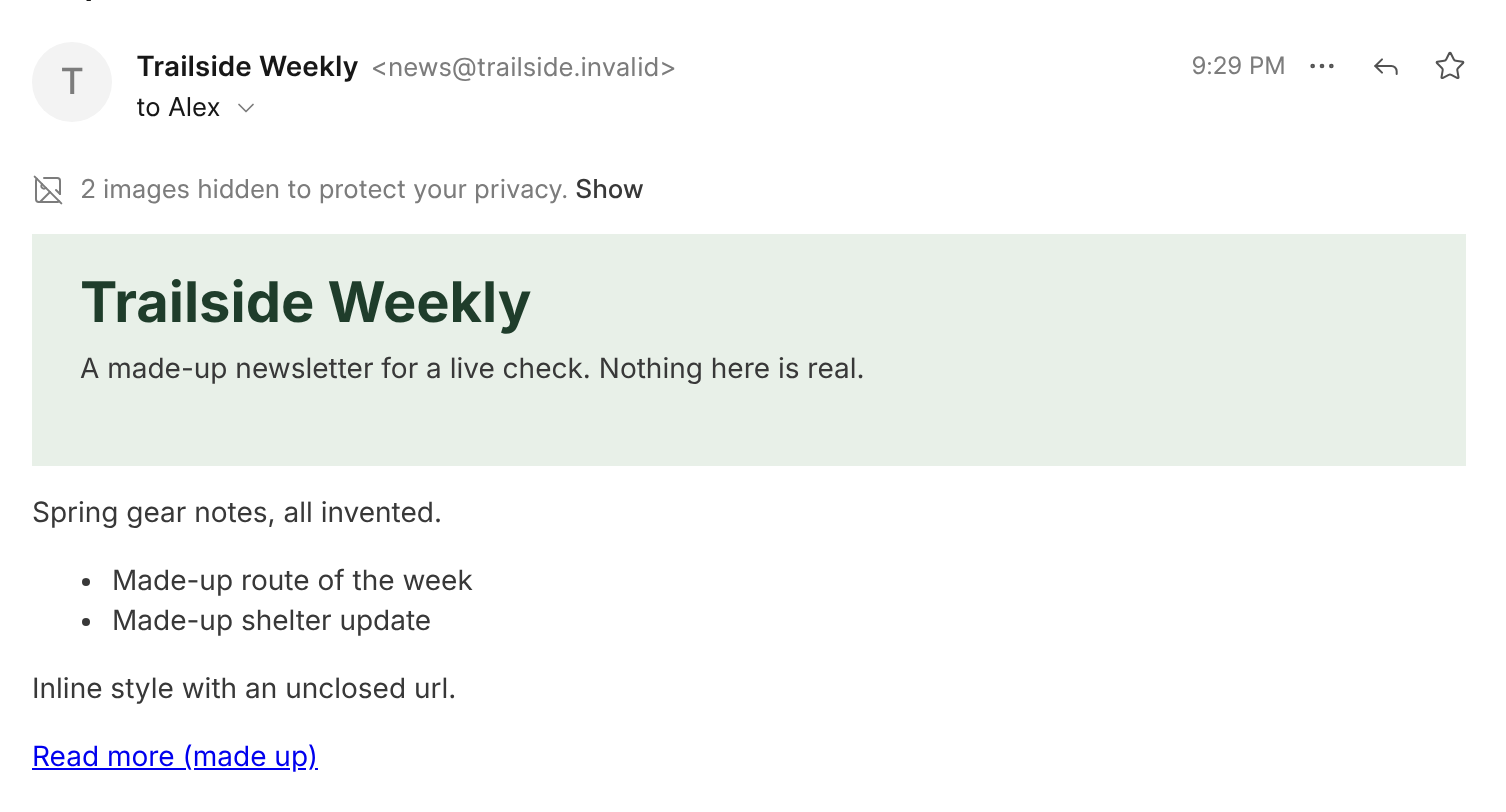 T
Trailside Weekly <news@trailside.invalid> 9:29 PM
to Alex
2 images hidden to protect your privacy. Show
Trailside Weekly
A made-up newsletter for a live check. Nothing here is real.
Spring gear notes, all invented.
• Made-up route of the week
• Made-up shelter update
Inline style with an unclosed url.
Read more (made up)